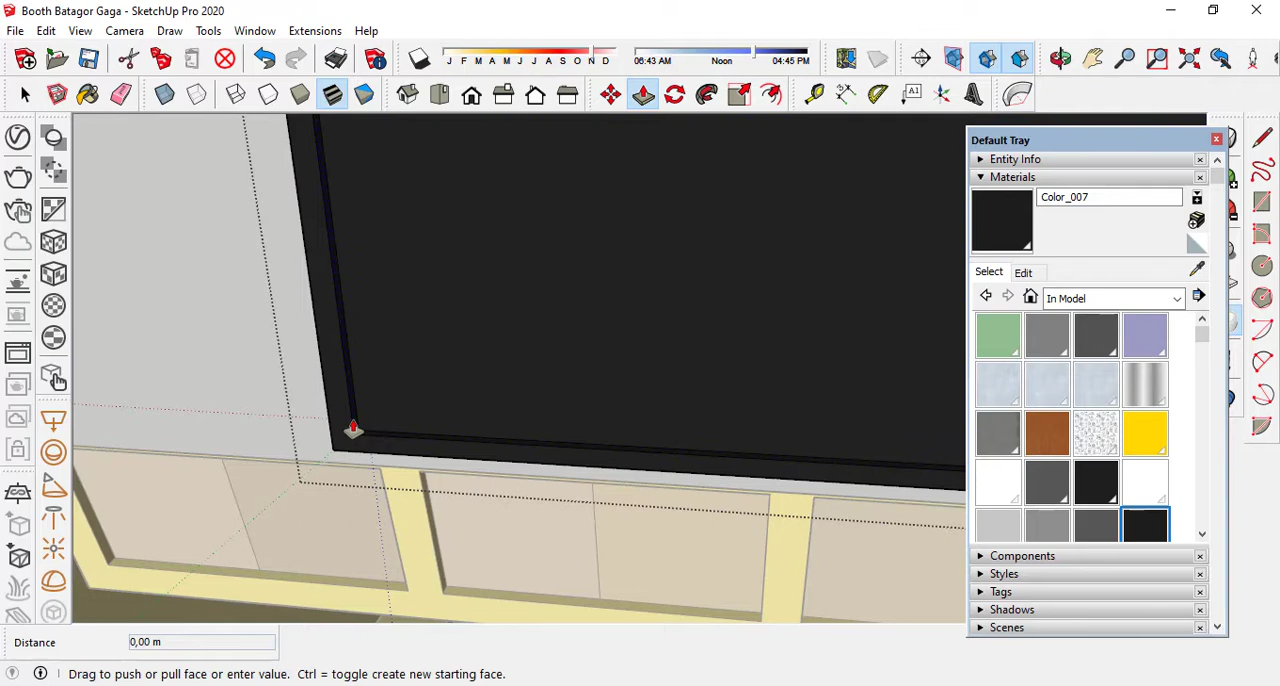 Booth Batagor Gaga - SketchUp Pro 2020
File Edit View Camera Draw Tools Window Extensions Help
J F M A M J J A S O N D
06:43 AM Noon 04:45 PM
A1
Default Tray
Entity Info
Materials
Color_007
Select Edit
In Model
Components
Styles
Tags
Shadows
Scenes
Distance 0,00 m
Drag to push or pull face or enter value. Ctrl = toggle create new starting face.